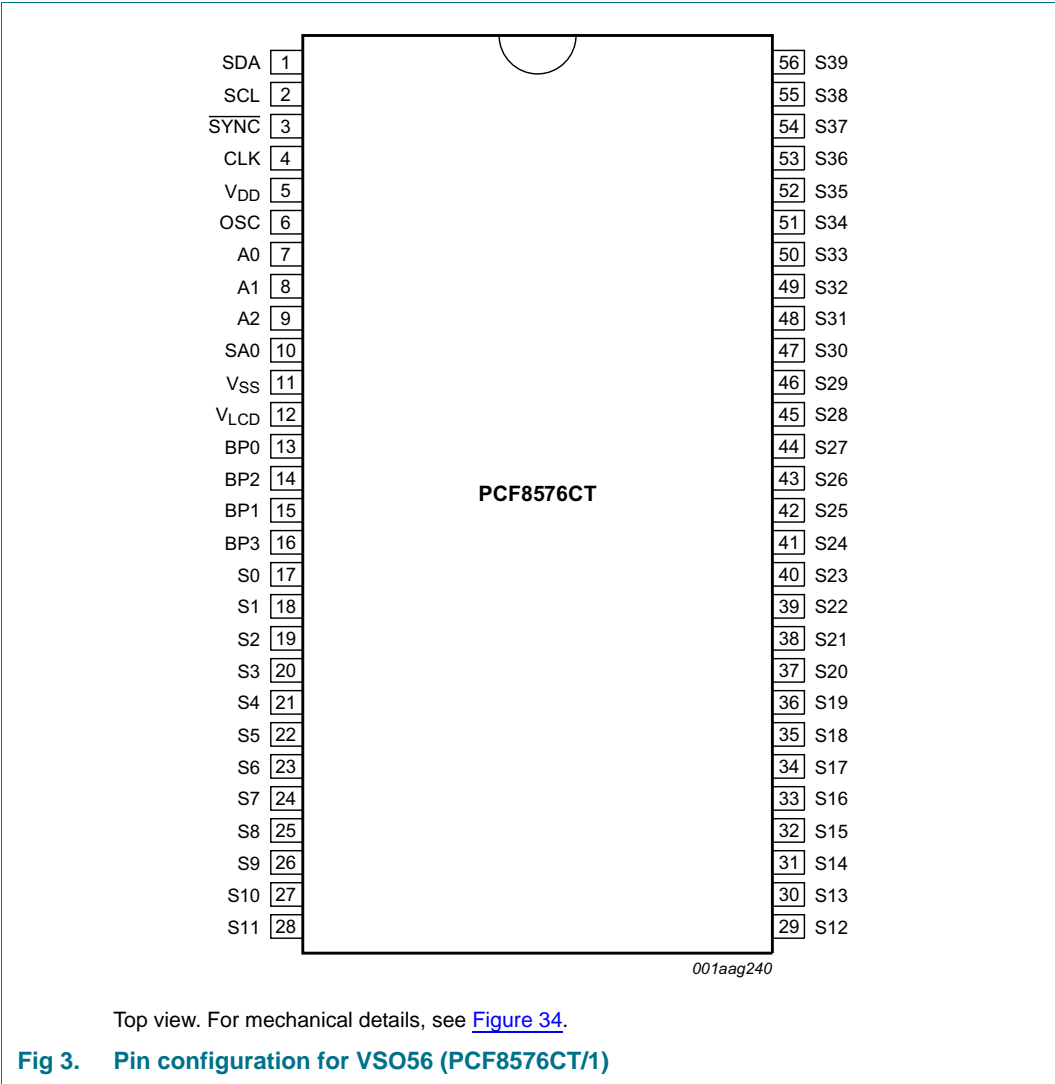 SDA 1 56 S39
SCL 2 55 S38
SYNC 3 54 S37
CLK 4 53 S36
VDD 5 52 S35
OSC 6 51 S34
A0 7 50 S33
A1 8 49 S32
A2 9 48 S31
SA0 10 47 S30
VSS 11 46 S29
VLCD 12 45 S28
BP0 13 44 S27
BP2 14 43 S26
PCF8576CT
BP1 15 42 S25
BP3 16 41 S24
S0 17 40 S23
S1 18 39 S22
S2 19 38 S21
S3 20 37 S20
S4 21 36 S19
S5 22 35 S18
S6 23 34 S17
S7 24 33 S16
S8 25 32 S15
S9 26 31 S14
S10 27 30 S13
S11 28 29 S12
001aag240
Top view. For mechanical details, see Figure 34.
Fig 3. Pin configuration for VSO56 (PCF8576CT/1)